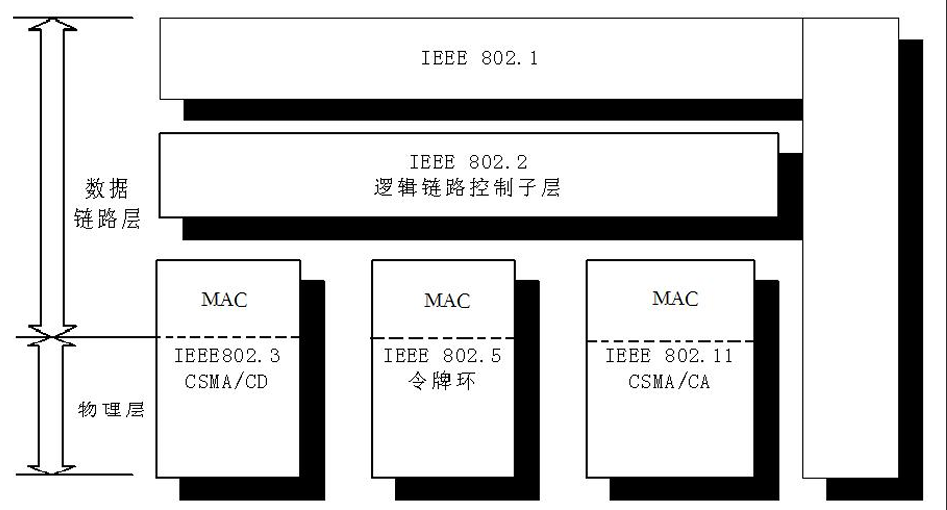 IEEE 802.1
IEEE 802.2
逻辑链路控制子层
数据
链路层
MAC
IEEE802.3
CSMA/CD
MAC
IEEE 802.5
令牌环
MAC
IEEE 802.11
CSMA/CA
物理层